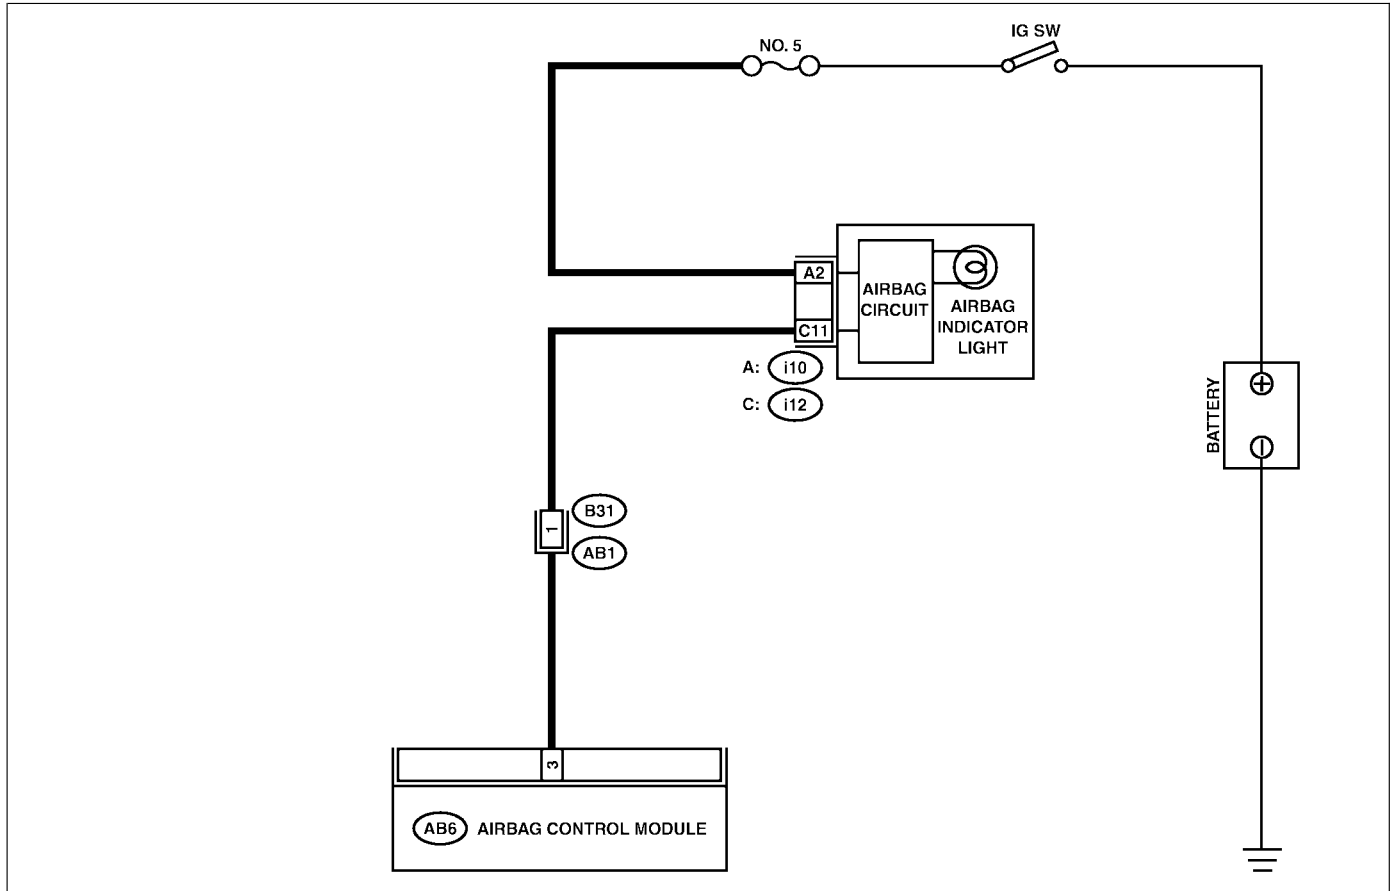 NO. 5
IG SW
A2
C11
AIRBAG
CIRCUIT
AIRBAG
INDICATOR
LIGHT
A: i10
C: i12
BATTERY
1
B31
AB1
3
AB6 AIRBAG CONTROL MODULE